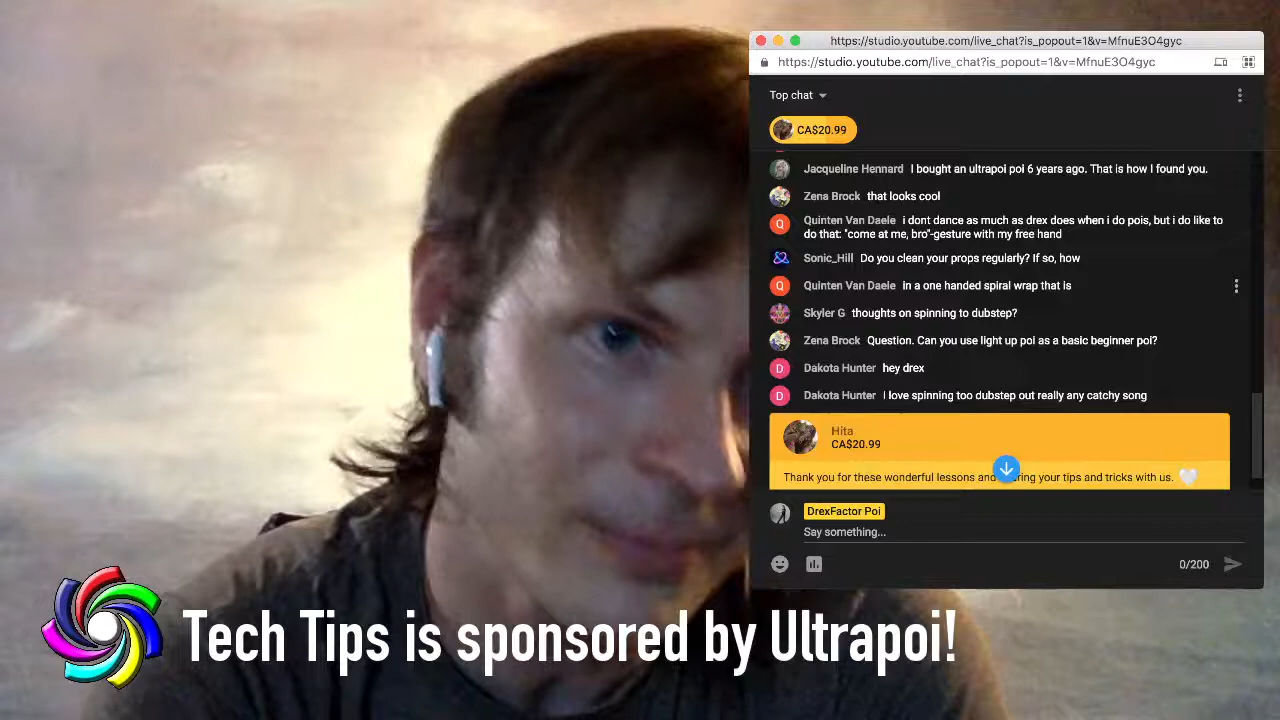 https://studio.youtube.com/live_chat?is_popout=1&v=MfnuE3O4gyc
https://studio.youtube.com/live_chat?is_popout=1&v=MfnuE3O4gyc
Top chat
CA$20.99
Jacqueline Hennard I bought an ultrapoi poi 6 years ago. That is how I found you.
Zena Brock that looks cool
Quinten Van Daele i dont dance as much as drex does when i do pois, but i do like to
do that: "come at me, bro"-gesture with my free hand
Sonic_Hill Do you clean your props regularly? If so, how
Q
Quinten Van Daele in a one handed spiral wrap that is
Q
Skyler G thoughts on spinning to dubstep?
Zena Brock Question. Can you use light up poi as a basic beginner poi?
D
Dakota Hunter hey drex
D
Dakota Hunter I love spinning too dubstep out really any catchy song
Hita
CA$20.99
Thank you for these wonderful lessons and your tips and tricks with us.
DrexFactor Poi
Say something...
0/200
Tech Tips is sponsored by Ultrapoi!